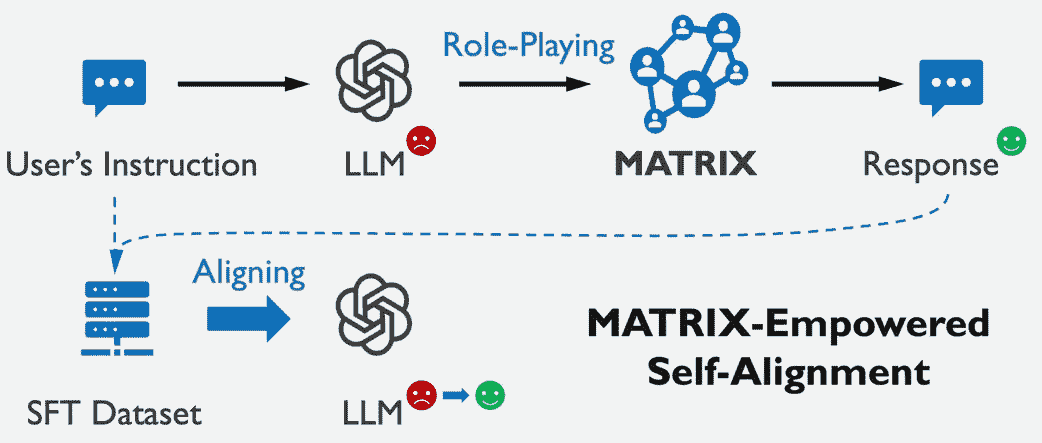 Role-Playing
User's Instruction
LLM
MATRIX
Response
Aligning
MATRIX-Empowered
Self-Alignment
SFT Dataset
LLM